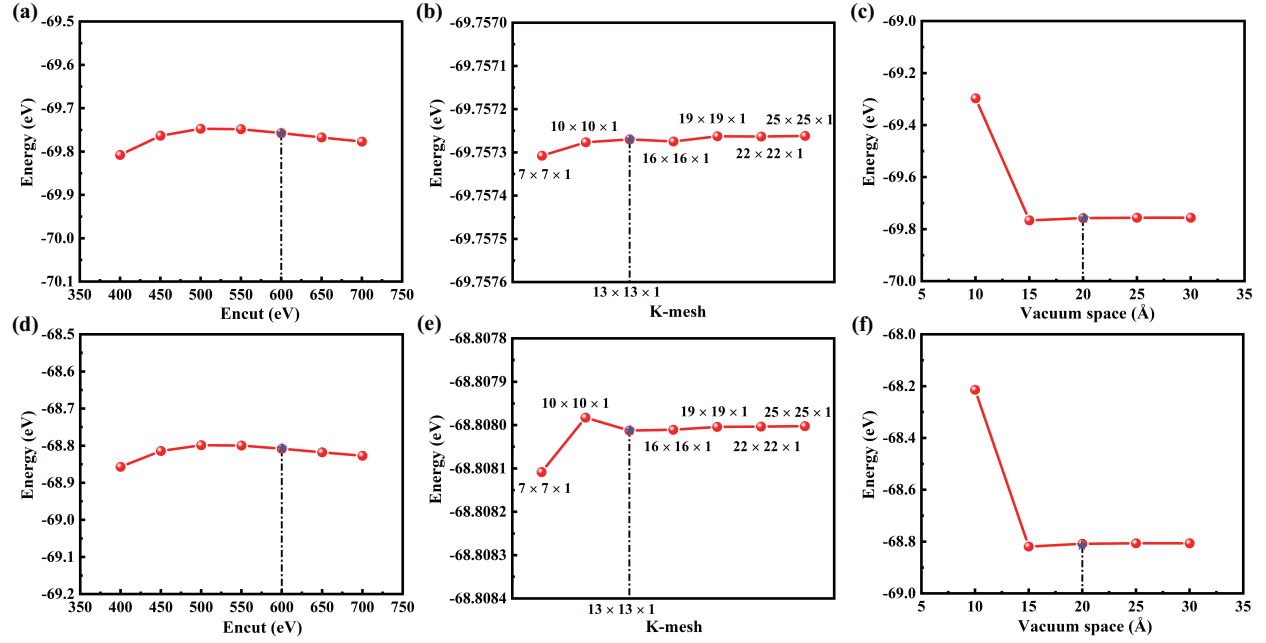 (a)
-69.5
-69.6
-69.7
-69.8
-69.9
-70.0
-70.1
Energy (eV)
350 400 450 500 550 600 650 700 750
Encut (eV)
(b)
-69.7570
-69.7571
-69.7572
-69.7573
-69.7574
-69.7575
-69.7576
Energy (eV)
7 × 7 × 1
10 × 10 × 1
13 × 13 × 1
16 × 16 × 1
19 × 19 × 1
22 × 22 × 1
25 × 25 × 1
K-mesh
(c)
-69.0
-69.2
-69.4
-69.6
-69.8
-70.0
Energy (eV)
5 10 15 20 25 30 35
Vacuum space (Å)
(d)
-68.5
-68.6
-68.7
-68.8
-68.9
-69.0
-69.1
-69.2
Energy (eV)
350 400 450 500 550 600 650 700 750
Encut (eV)
(e)
-68.8078
-68.8079
-68.8080
-68.8081
-68.8082
-68.8083
-68.8084
Energy (eV)
7 × 7 × 1
10 × 10 × 1
13 × 13 × 1
16 × 16 × 1
19 × 19 × 1
22 × 22 × 1
25 × 25 × 1
K-mesh
(f)
-68.0
-68.2
-68.4
-68.6
-68.8
-69.0
Energy (eV)
5 10 15 20 25 30 35
Vacuum space (Å)